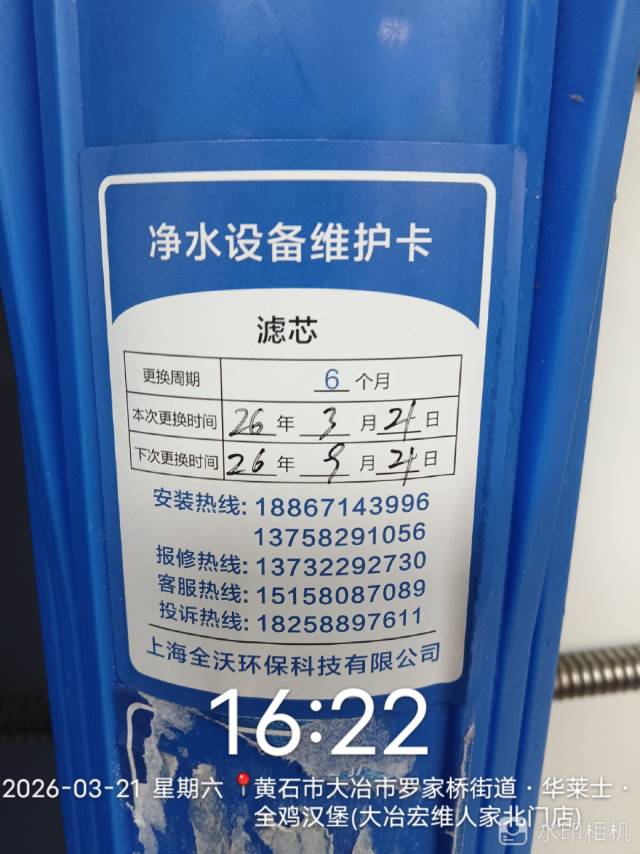 净水设备维护卡
滤芯
更换周期 6 个月
本次更换时间 26 年 3 月 21 日
下次更换时间 26 年 9 月 21 日
安装热线: 18867143996
13758291056
报修热线: 13732292730
客服热线: 15158087089
投诉热线: 18258897611
上海全沃环保科技有限公司
16:22
2026-03-21 星期六 黄石市大冶市罗家桥街道·华莱士·
全鸡汉堡(大冶宏维人家北门店)
水印相机